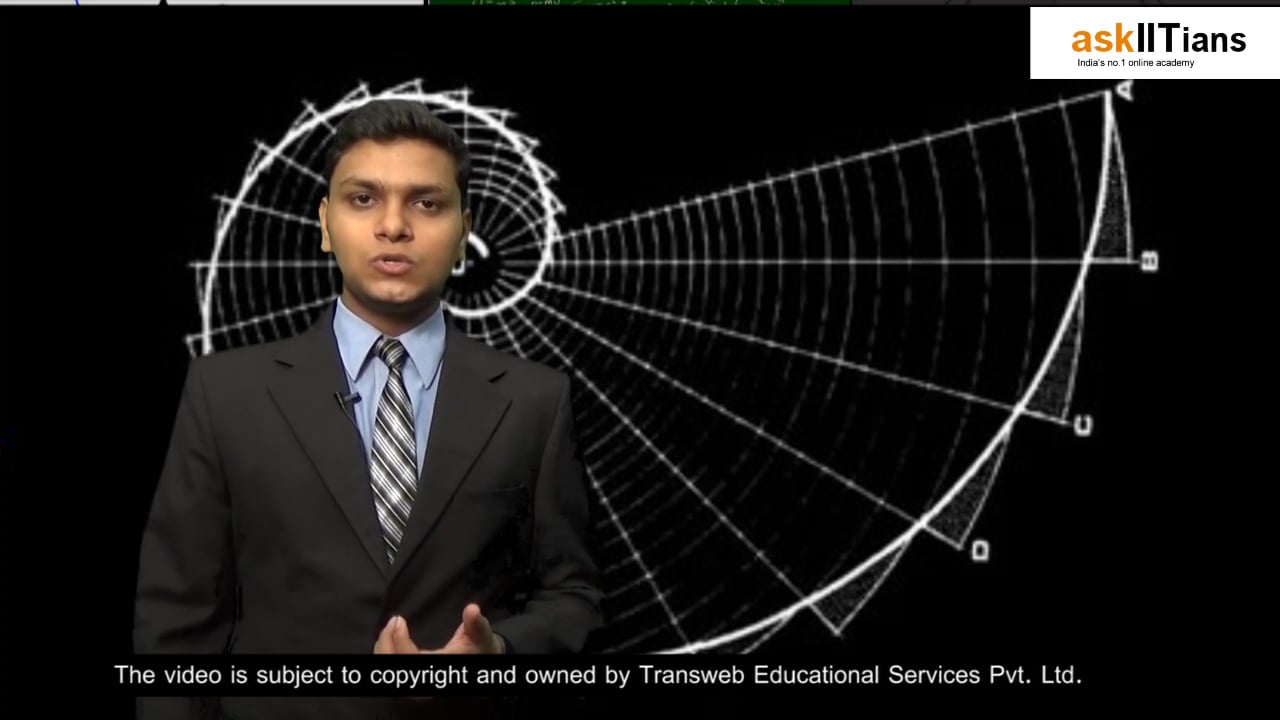 askIITians
India's no.1 online academy
A
B
C
D
The video is subject to copyright and owned by Transweb Educational Services Pvt. Ltd.